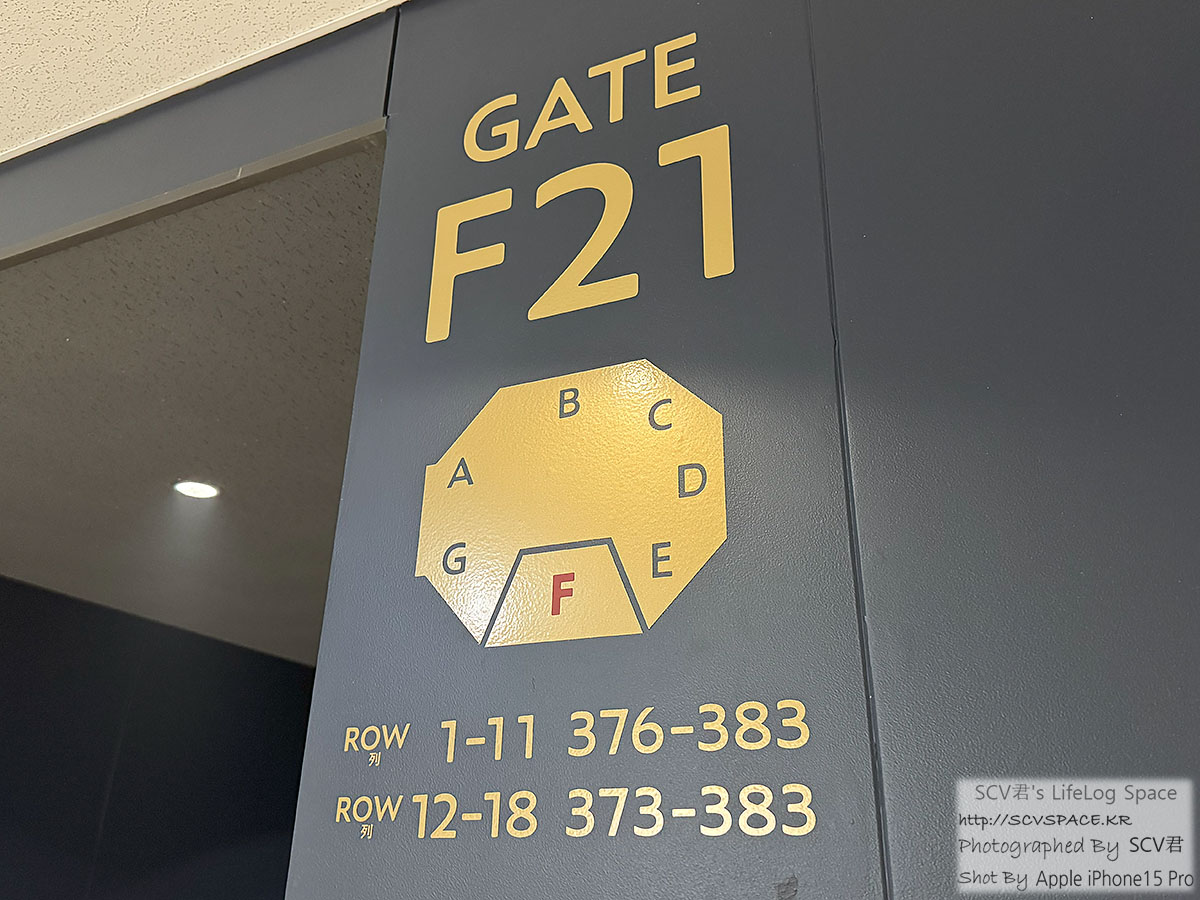 GATE
F21
B
C
A
D
G
E
F
ROW 1-11 376-383
列
ROW 12-18 373-383
列
SCV君's LifeLog Space
http://SCVSPACE.KR
Photographed By SCV君
Shot By Apple iPhone15 Pro